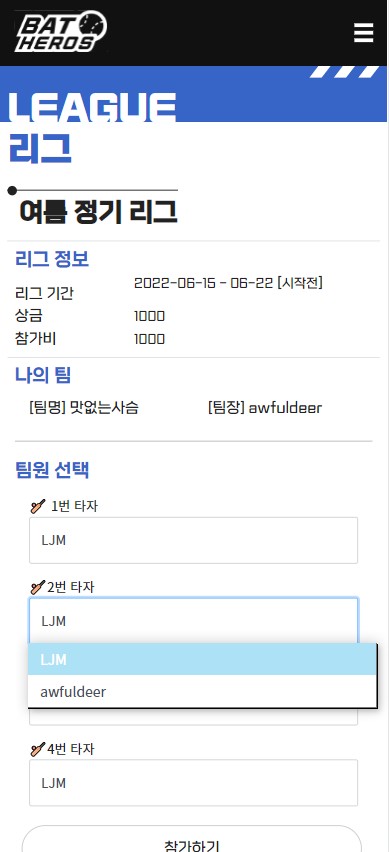 BAT
HEROS
LEAGUE
리그
여름 정기 리그
리그 정보
리그 기간 2022-06-15 - 06-22 [시작전]
상금 1000
참가비 1000
나의 팀
[팀명] 맛없는사슴 [팀장] awfuldeer
팀원 선택
1번 타자
LJM
2번 타자
LJM
LJM
awfuldeer
4번 타자
LJM
참가하기